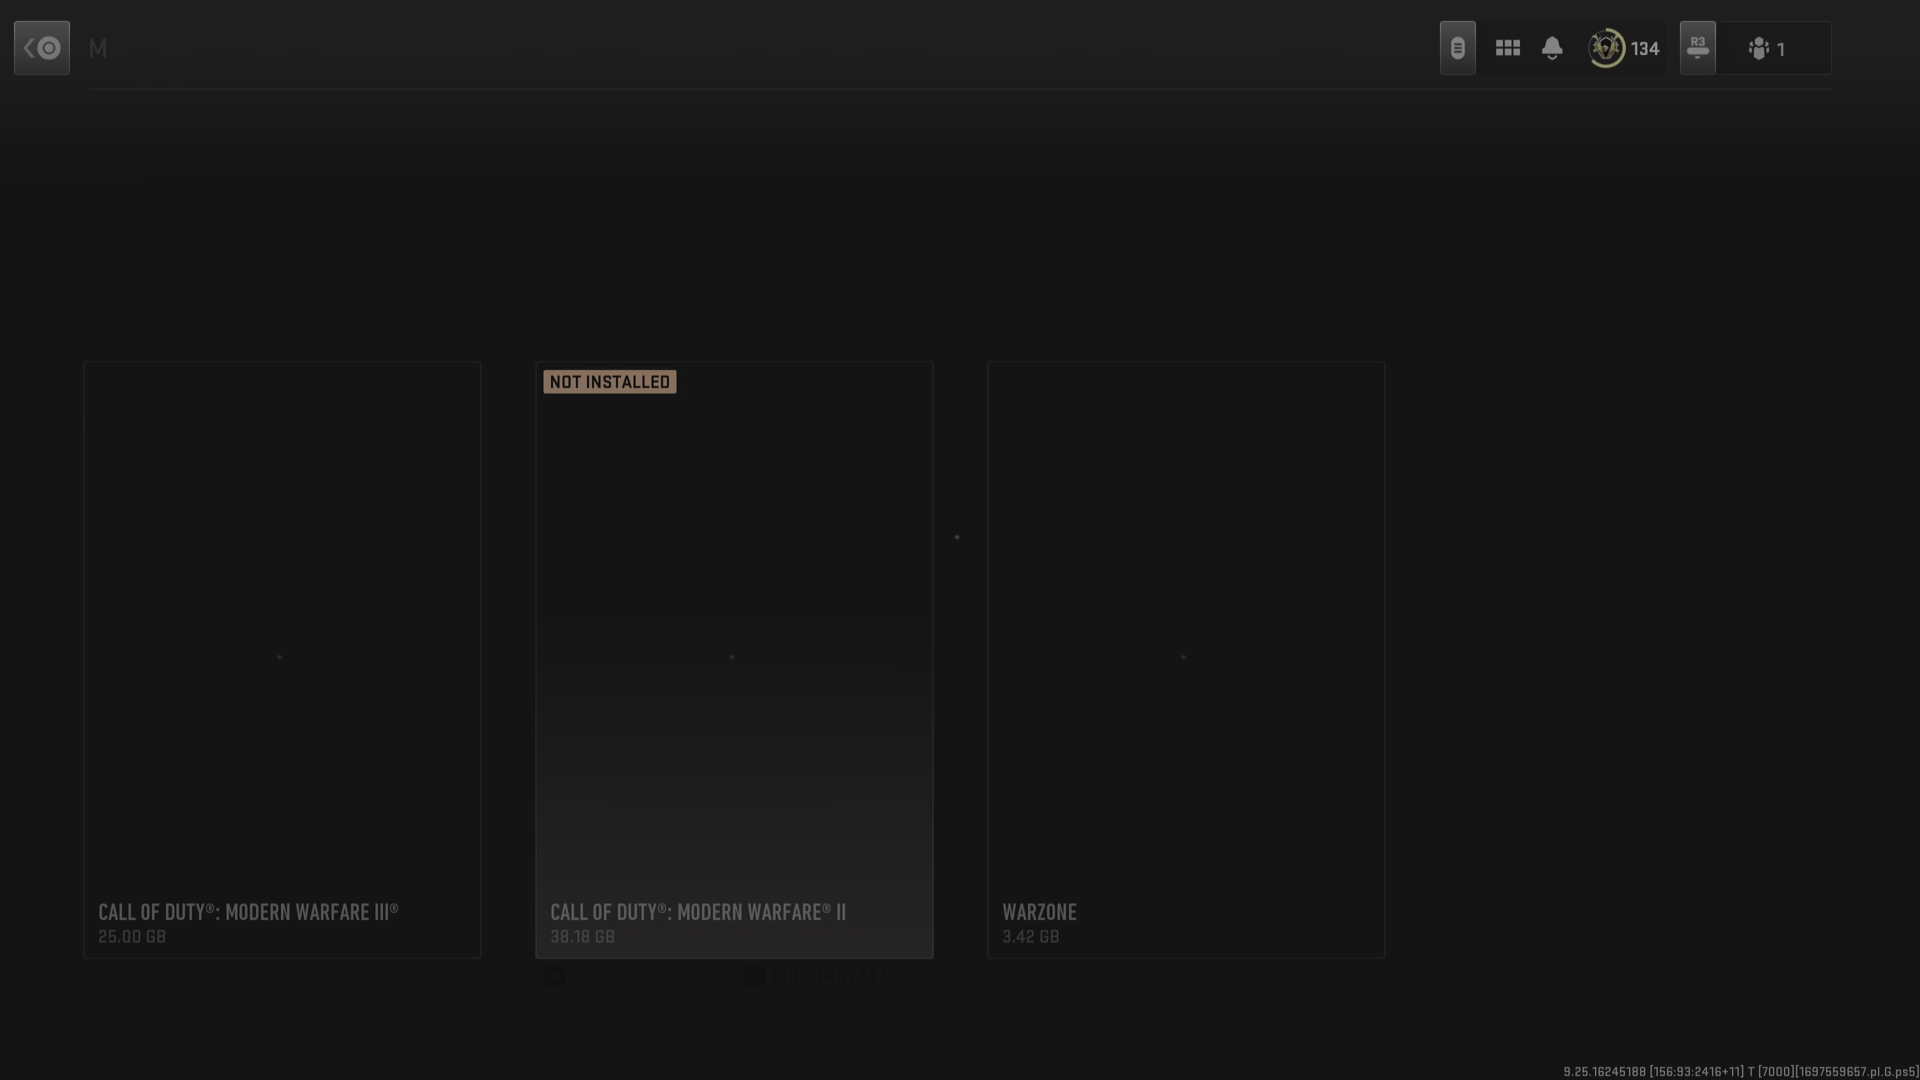 M
134
R3
1
NOT INSTALLED
CALL OF DUTY®: MODERN WARFARE III®
25.00 GB
CALL OF DUTY®: MODERN WARFARE® II
38.18 GB
WARZONE
3.42 GB
FULL INSTALL
9.25.16245188 [156:93:2416+11] T [7000][1697559657.pl.G.ps5]